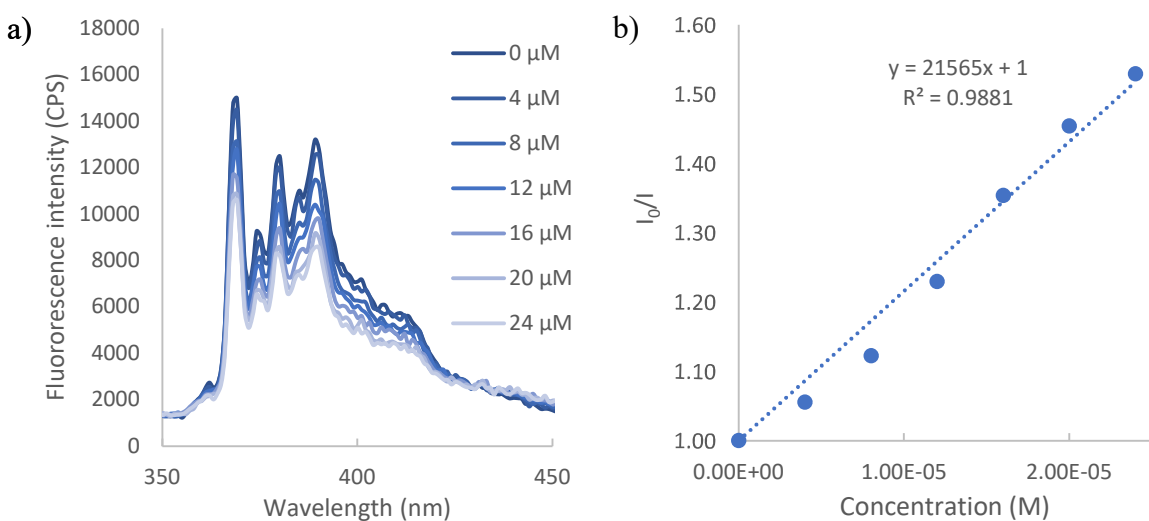 a)
Fluororescence intensity (CPS)
18000
16000
14000
12000
10000
8000
6000
4000
2000
0
350
400
450
Wavelength (nm)
0 μM
4 μM
8 μM
12 μM
16 μM
20 μM
24 μM
b)
I₀/I
1.60
1.50
1.40
1.30
1.20
1.10
1.00
0.00E+00
1.00E-05
2.00E-05
Concentration (M)
y = 21565x + 1
R² = 0.9881